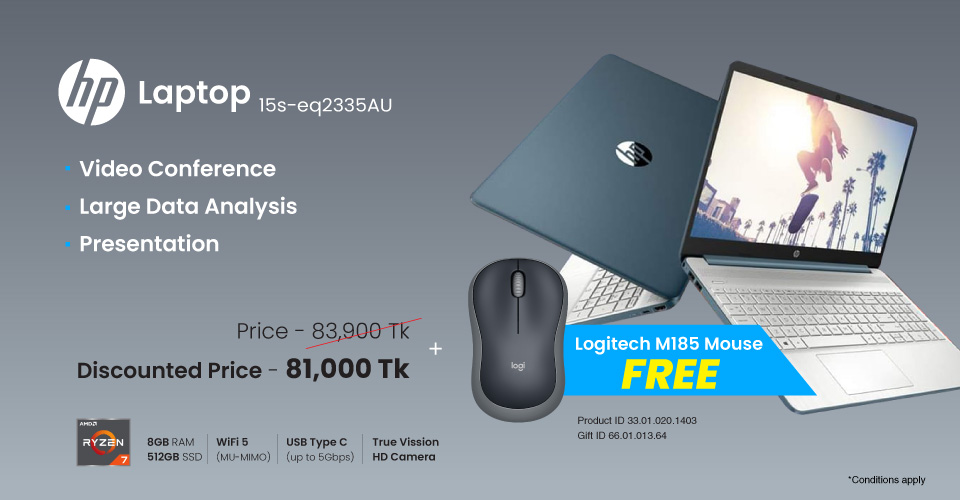 hp Laptop 15s-eq2335AU
• Video Conference
• Large Data Analysis
• Presentation
Price - 83,900 Tk
Discounted Price - 81,000 Tk
+
logi
Logitech M185 Mouse
FREE
Product ID 33.01.020.1403
Gift ID 66.01.013.64
AMD
RYZEN
7
8GB RAM
512GB SSD
WiFi 5
(MU-MIMO)
USB Type C
(up to 5Gbps)
True Vission
HD Camera
*Conditions apply